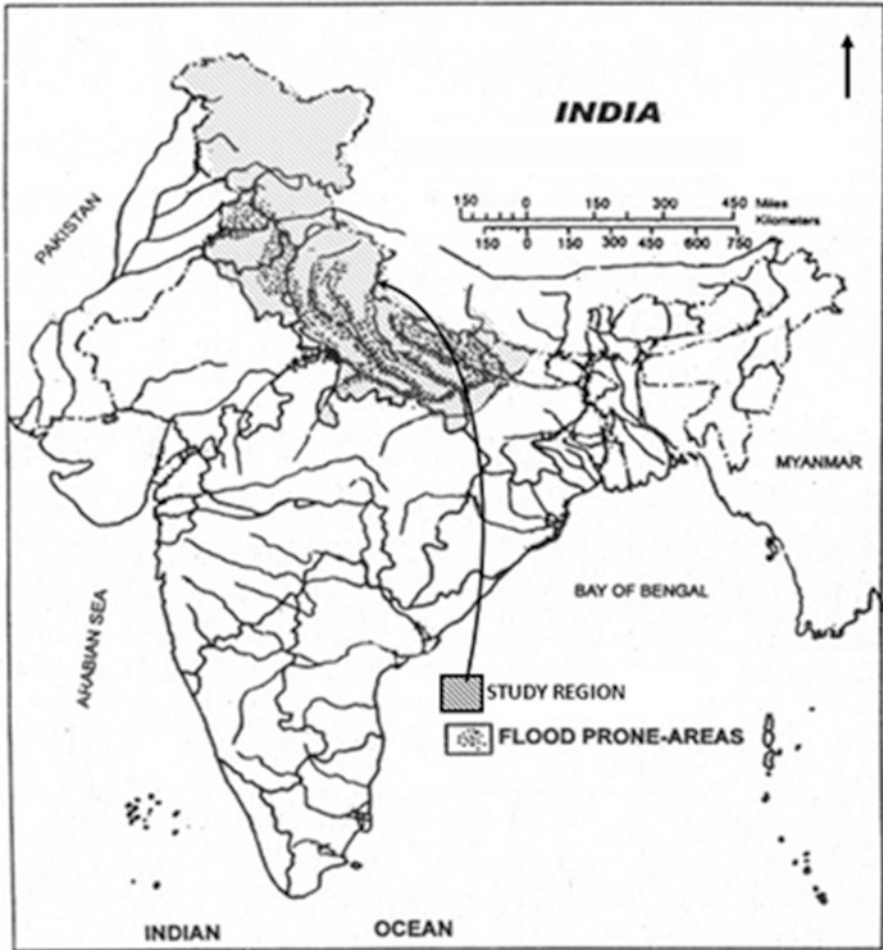 INDIA
150 0 150 300 450 Miles
Kilometers
150 0 150 300 450 600 750
PAKISTAN
MYANMAR
BAY OF BENGAL
ARABIAN SEA
STUDY REGION
FLOOD PRONE-AREAS
INDIAN OCEAN